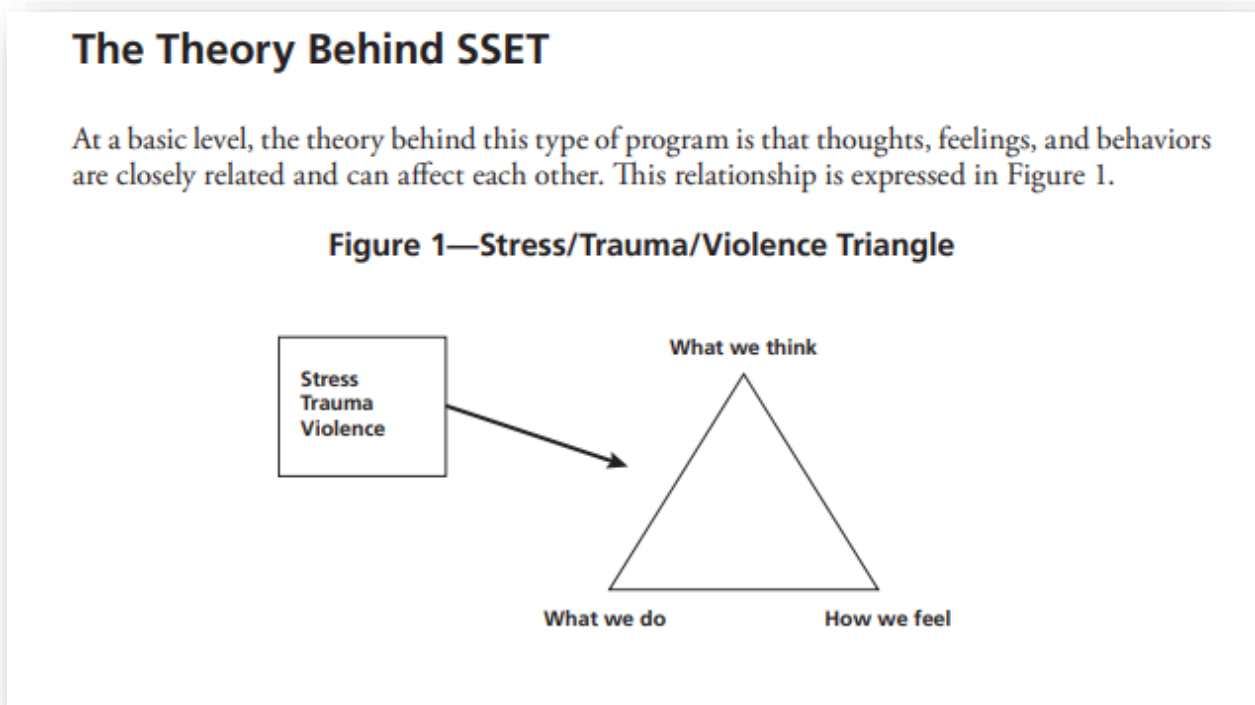 The Theory Behind SSET
At a basic level, the theory behind this type of program is that thoughts, feelings, and behaviors
are closely related and can affect each other. This relationship is expressed in Figure 1.
Figure 1—Stress/Trauma/Violence Triangle
Stress
Trauma
Violence
What we think
What we do
How we feel